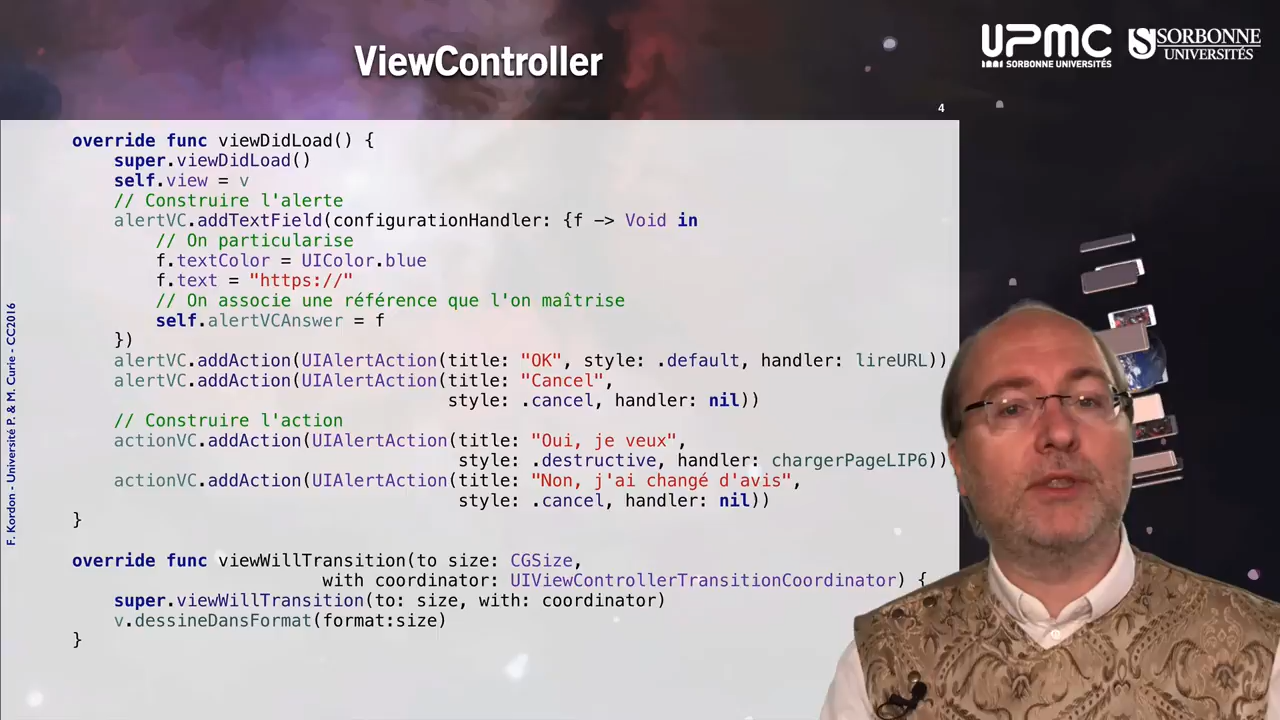 ViewController
UPMC
SORBONNE UNIVERSITÉS
SORBONNE
UNIVERSITÉS
4
override func viewDidLoad() {
super.viewDidLoad()
self.view = v
// Construire l'alerte
alertVC.addTextField(configurationHandler: {f -> Void in
// On particularise
f.textColor = UIColor.blue
f.text = "https://"
// On associe une référence que l'on maîtrise
self.alertVCAnswer = f
})
alertVC.addAction(UIAlertAction(title: "OK", style: .default, handler: lireURL))
alertVC.addAction(UIAlertAction(title: "Cancel",
style: .cancel, handler: nil))
// Construire l'action
actionVC.addAction(UIAlertAction(title: "Oui, je veux",
style: .destructive, handler: chargerPageLIP6))
actionVC.addAction(UIAlertAction(title: "Non, j'ai changé d'avis",
style: .cancel, handler: nil))
}
override func viewWillTransition(to size: CGSize,
with coordinator: UIViewControllerTransitionCoordinator) {
super.viewWillTransition(to: size, with: coordinator)
v.dessineDansFormat(format:size)
}
F. Kordon - Université P. & M. Curie - CC2016